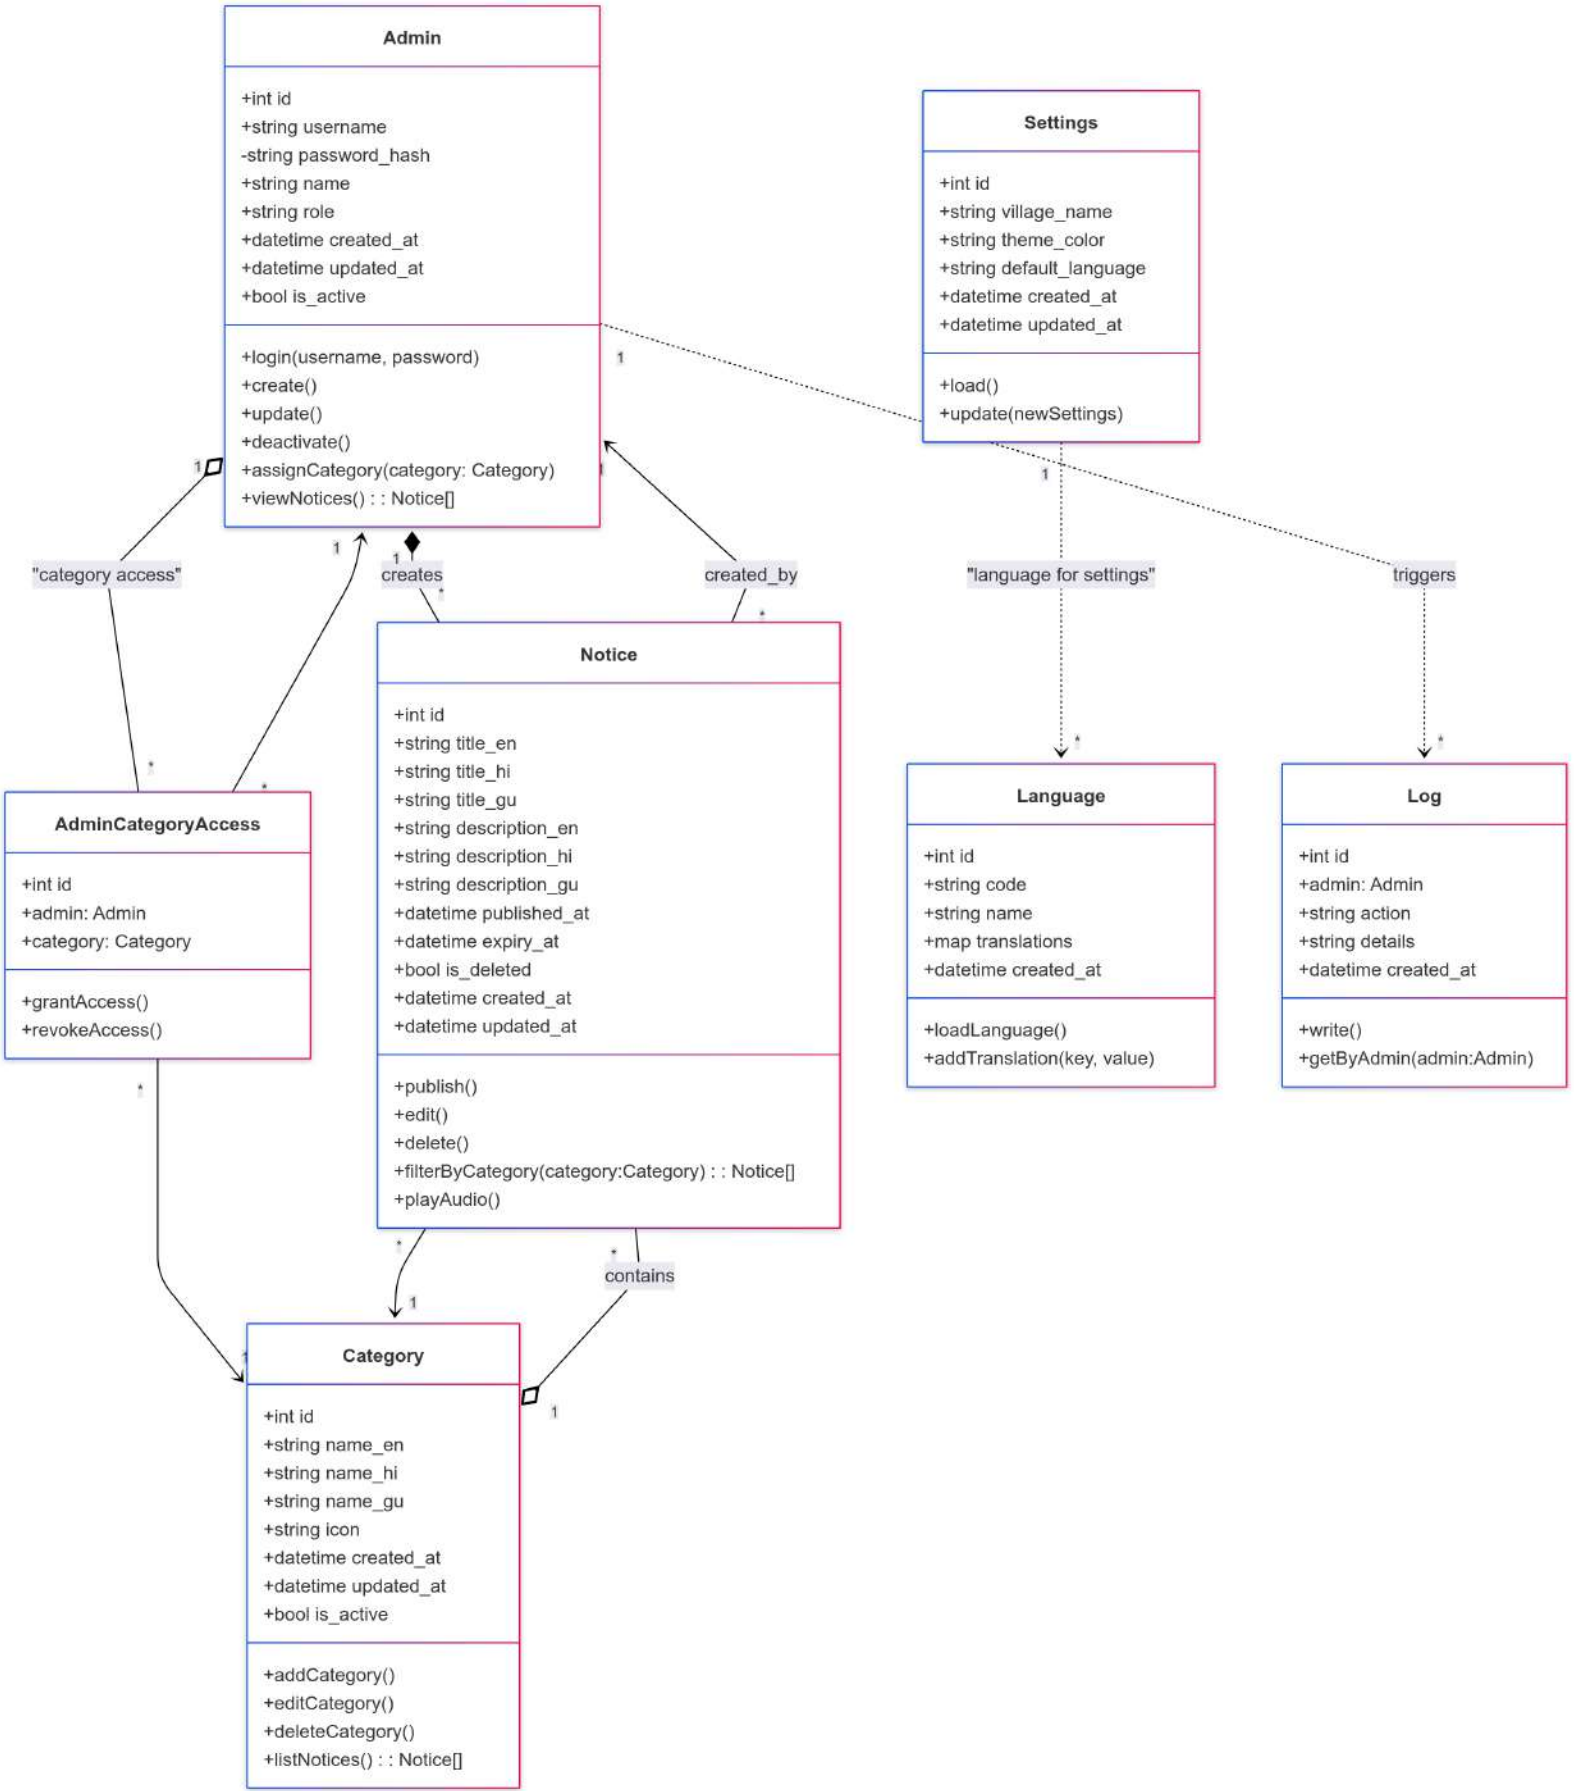 Admin
+int id
+string username
-string password_hash
+string name
+string role
+datetime created_at
+datetime updated_at
+bool is_active
+login(username, password)
+create()
+update()
+deactivate()
+assignCategory(category: Category)
+viewNotices() : : Notice[]
Settings
+int id
+string village_name
+string theme_color
+string default_language
+datetime created_at
+datetime updated_at
+load()
+update(newSettings)
1
1
1
1
1
1
"category access"
creates
created_by
"language for settings"
triggers
*
*
*
*
*
*
AdminCategoryAccess
+int id
+admin: Admin
+category: Category
+grantAccess()
+revokeAccess()
*
Notice
+int id
+string title_en
+string title_hi
+string title_gu
+string description_en
+string description_hi
+string description_gu
+datetime published_at
+datetime expiry_at
+bool is_deleted
+datetime created_at
+datetime updated_at
+publish()
+edit()
+delete()
+filterByCategory(category:Category) : : Notice[]
+playAudio()
Language
+int id
+string code
+string name
+map translations
+datetime created_at
+loadLanguage()
+addTranslation(key, value)
Log
+int id
+admin: Admin
+string action
+string details
+datetime created_at
+write()
+getByAdmin(admin:Admin)
*
*
contains
1
1
1
Category
+int id
+string name_en
+string name_hi
+string name_gu
+string icon
+datetime created_at
+datetime updated_at
+bool is_active
+addCategory()
+editCategory()
+deleteCategory()
+listNotices() : : Notice[]